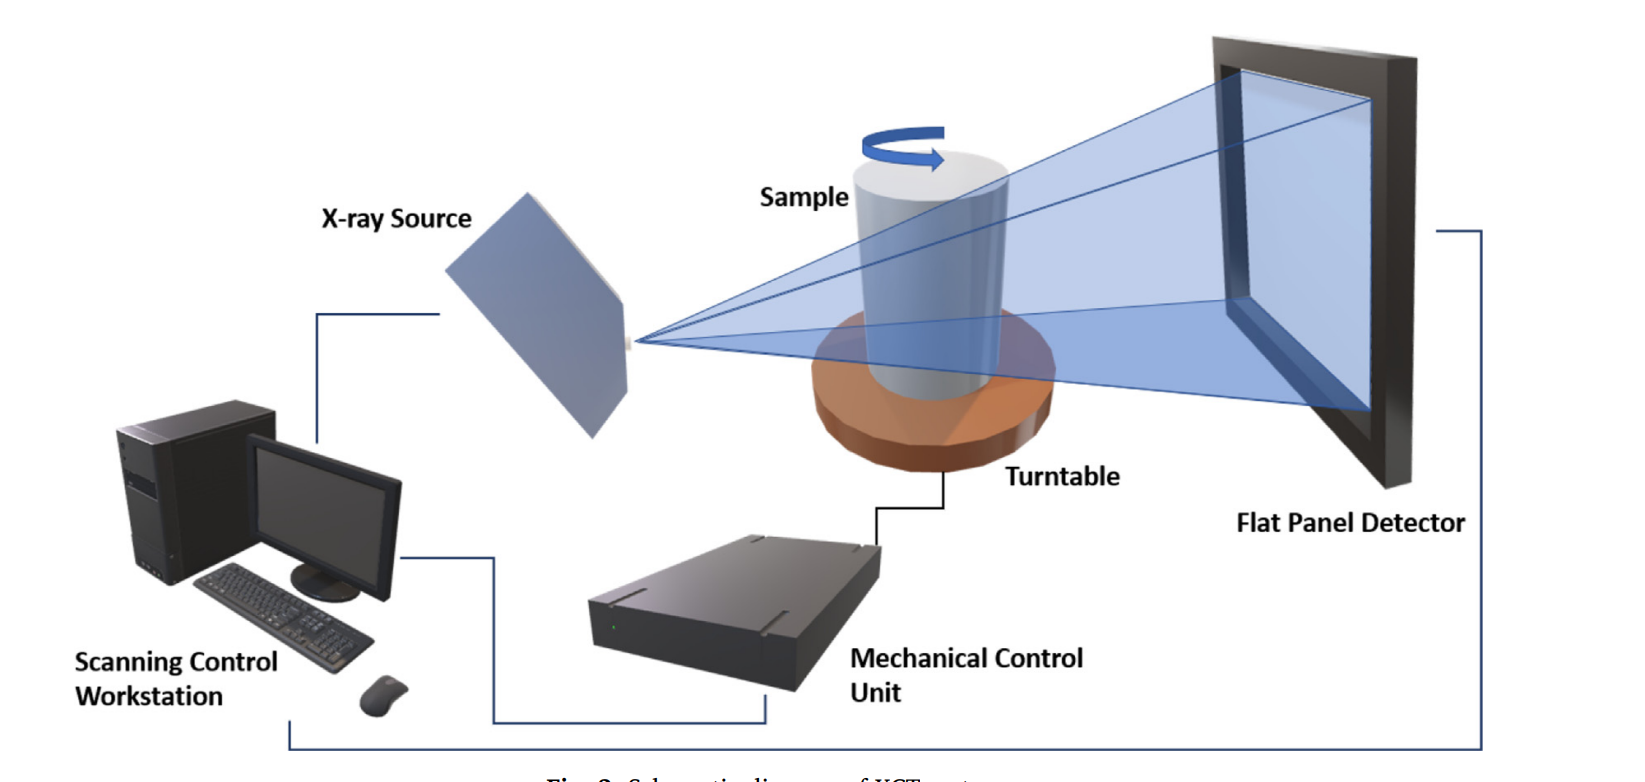 X-ray Source
Sample
Turntable
Flat Panel Detector
Scanning Control
Workstation
Mechanical Control
Unit